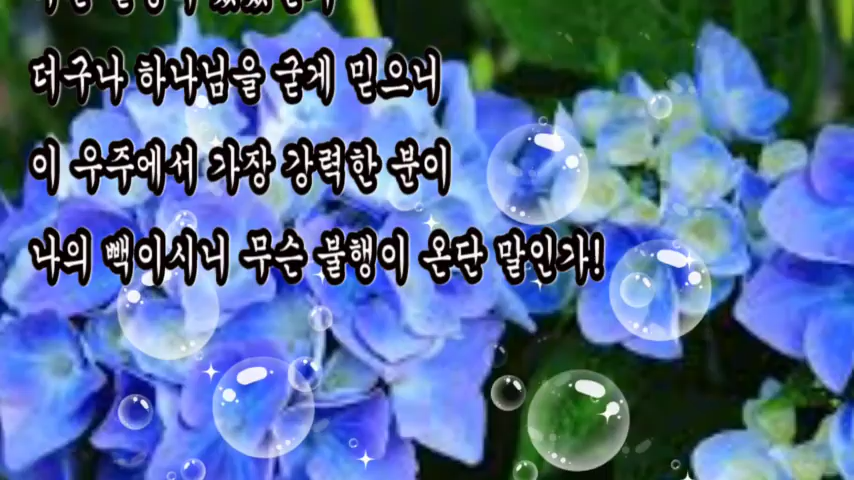 더구나 하나님을 굳게 믿으니
이 우주에서 가장 강력한 분이
나의 빽이시니 무슨 불행이 온단 말인가!